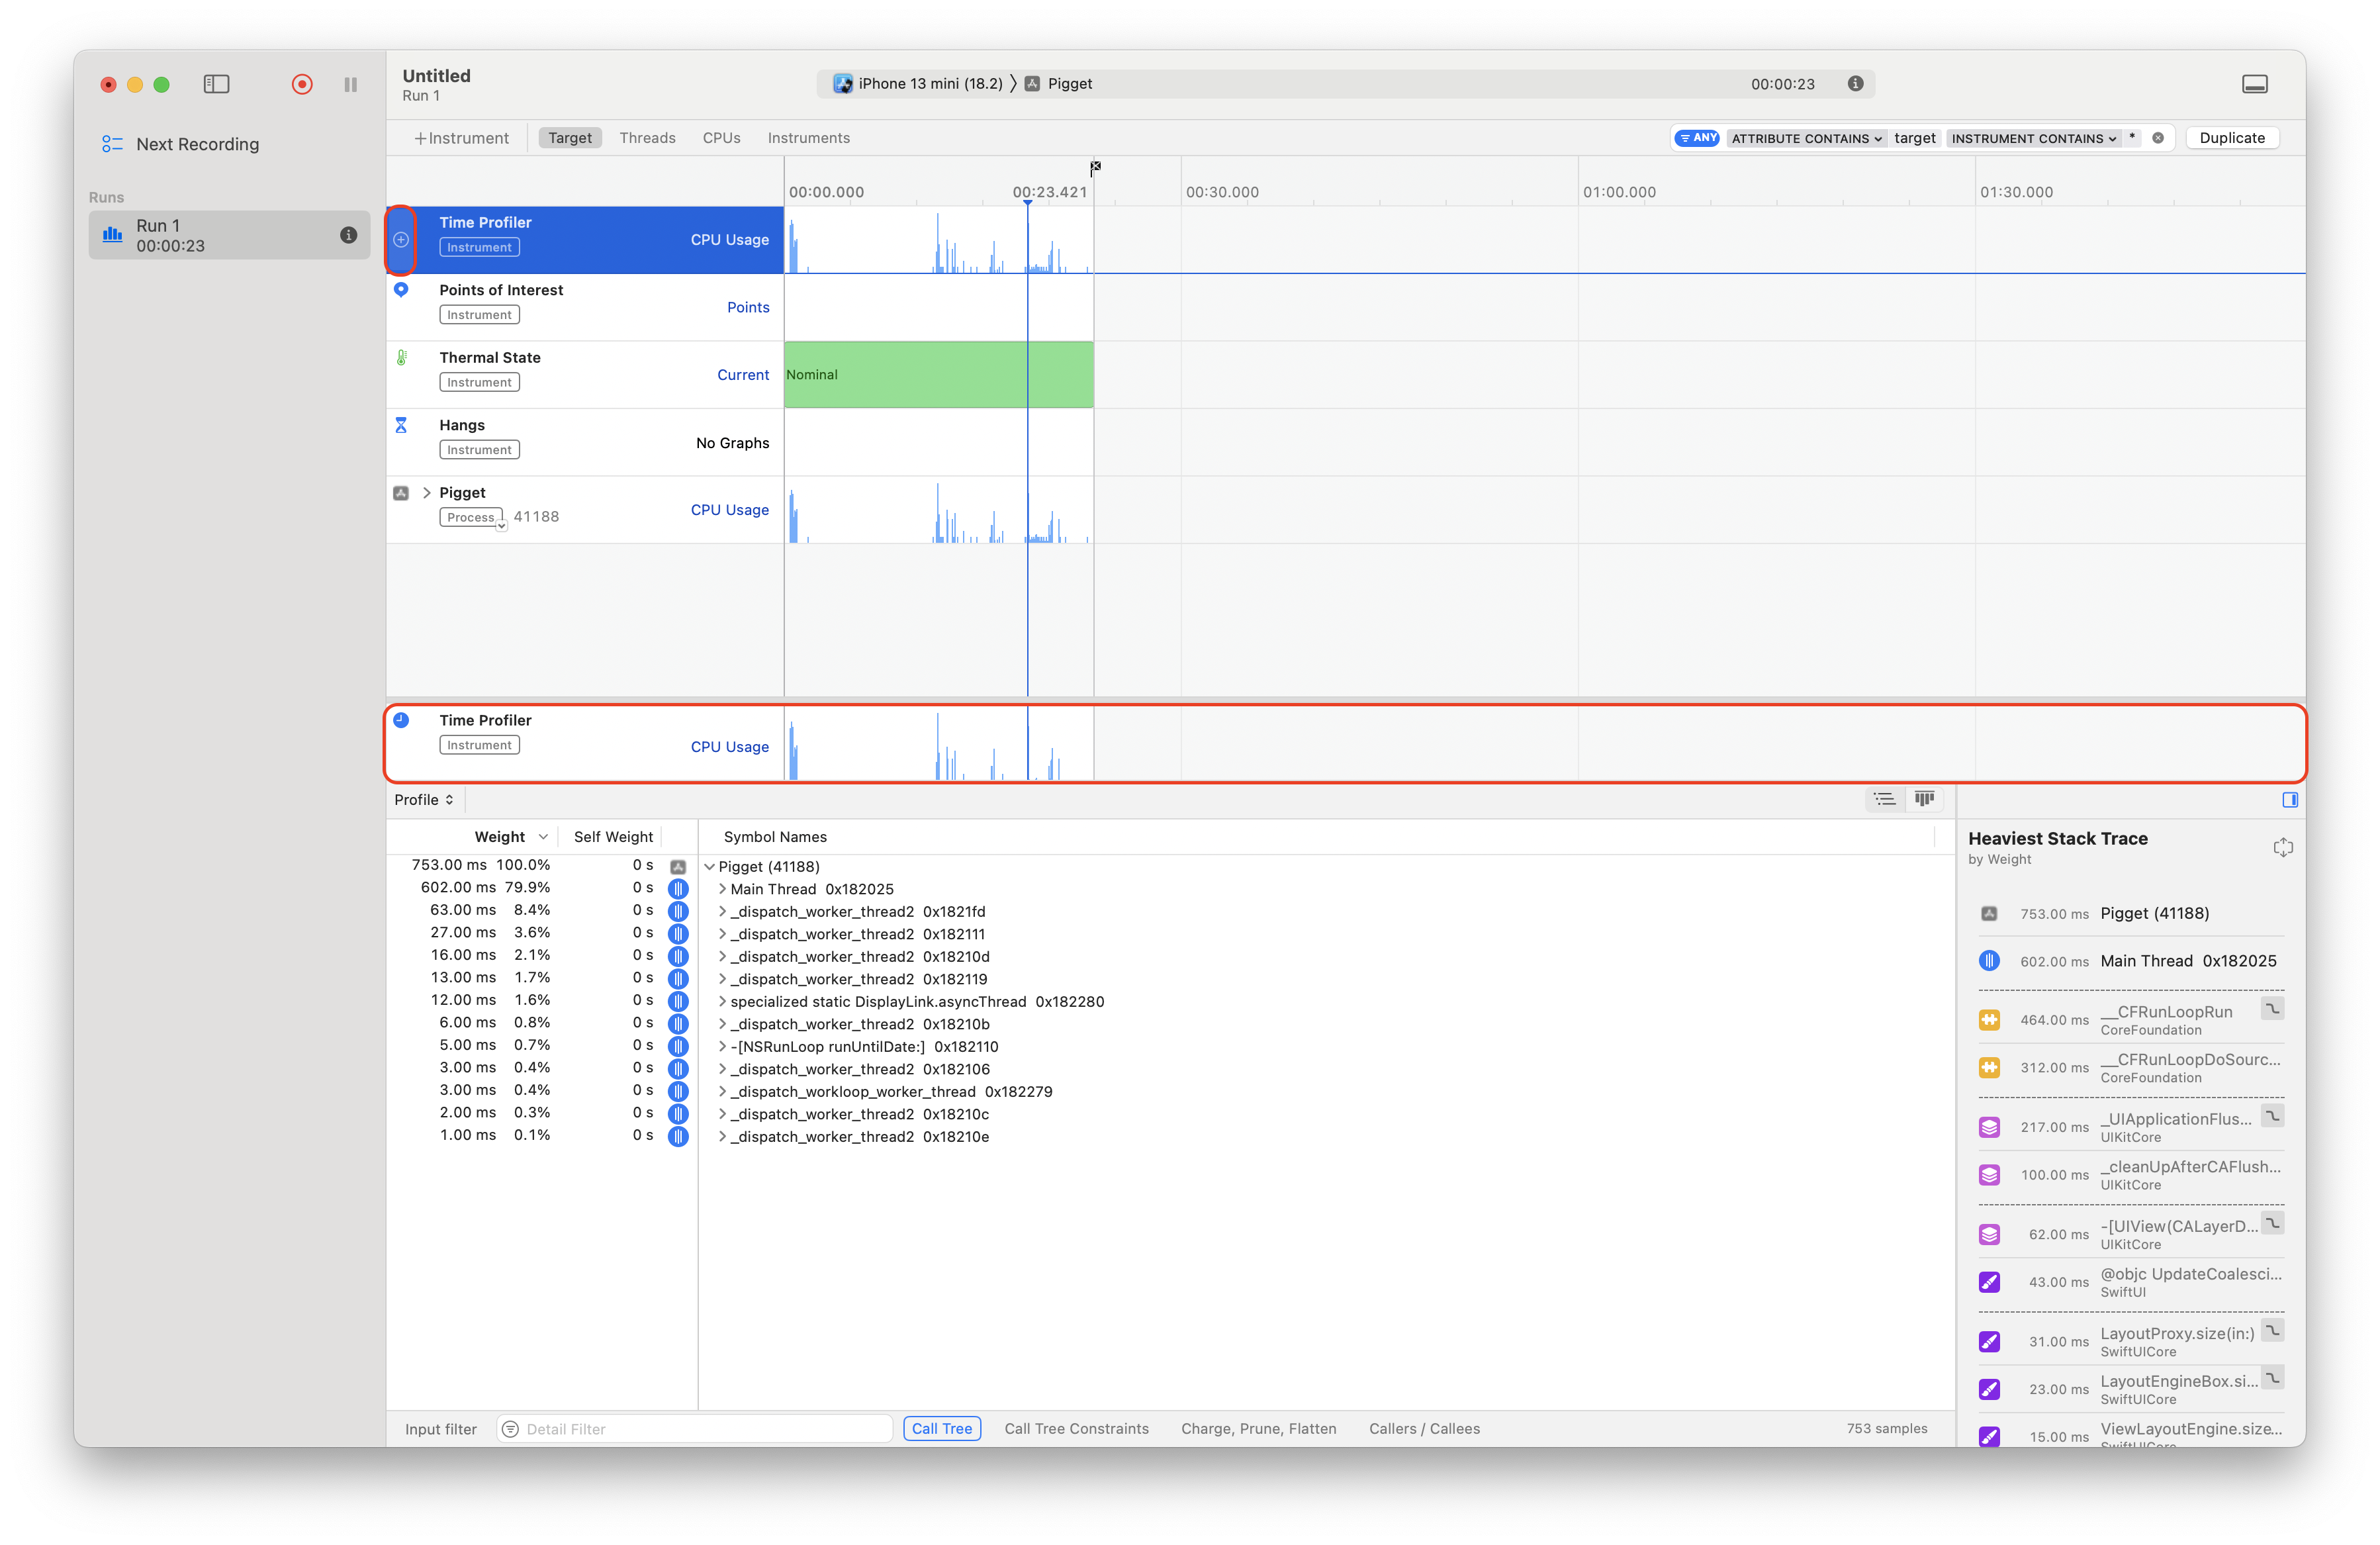 Untitled
Run 1
iPhone 13 mini (18.2) 〉 Pigget
00:00:23
Next Recording
Runs
Run 1
00:00:23
+ Instrument
Target
Threads
CPUs
Instruments
ANY
ATTRIBUTE CONTAINS
target
INSTRUMENT CONTAINS
*
Duplicate
00:00.000
00:23.421
00:30.000
01:00.000
01:30.000
Time Profiler
Instrument
CPU Usage
Points of Interest
Instrument
Points
Thermal State
Instrument
Current
Nominal
Hangs
Instrument
No Graphs
Pigget
Process 41188
CPU Usage
Time Profiler
Instrument
CPU Usage
Profile
Weight Self Weight Symbol Names
753.00 ms 100.0% 0 s Pigget (41188)
602.00 ms 79.9% 0 s Main Thread 0x182025
63.00 ms 8.4% 0 s _dispatch_worker_thread2 0x1821fd
27.00 ms 3.6% 0 s _dispatch_worker_thread2 0x182111
16.00 ms 2.1% 0 s _dispatch_worker_thread2 0x18210d
13.00 ms 1.7% 0 s _dispatch_worker_thread2 0x182119
12.00 ms 1.6% 0 s specialized static DisplayLink.asyncThread 0x182280
6.00 ms 0.8% 0 s _dispatch_worker_thread2 0x18210b
5.00 ms 0.7% 0 s -[NSRunLoop runUntilDate:] 0x182110
3.00 ms 0.4% 0 s _dispatch_worker_thread2 0x182106
3.00 ms 0.4% 0 s _dispatch_workloop_worker_thread 0x182279
2.00 ms 0.3% 0 s _dispatch_worker_thread2 0x18210c
1.00 ms 0.1% 0 s _dispatch_worker_thread2 0x18210e
Heaviest Stack Trace
by Weight
753.00 ms Pigget (41188)
602.00 ms Main Thread 0x182025
464.00 ms __CFRunLoopRun
CoreFoundation
312.00 ms __CFRunLoopDoSourc...
CoreFoundation
217.00 ms _UIApplicationFlus...
UIKitCore
100.00 ms _cleanUpAfterCAFlush...
UIKitCore
62.00 ms -[UIView(CALayerD...
UIKitCore
43.00 ms @objc UpdateCoalesci...
SwiftUI
31.00 ms LayoutProxy.size(in:)
SwiftUICore
23.00 ms LayoutEngineBox.si...
SwiftUICore
15.00 ms ViewLayoutEngine.size...
SwiftUICore
Input filter
Detail Filter
Call Tree
Call Tree Constraints
Charge, Prune, Flatten
Callers / Callees
753 samples